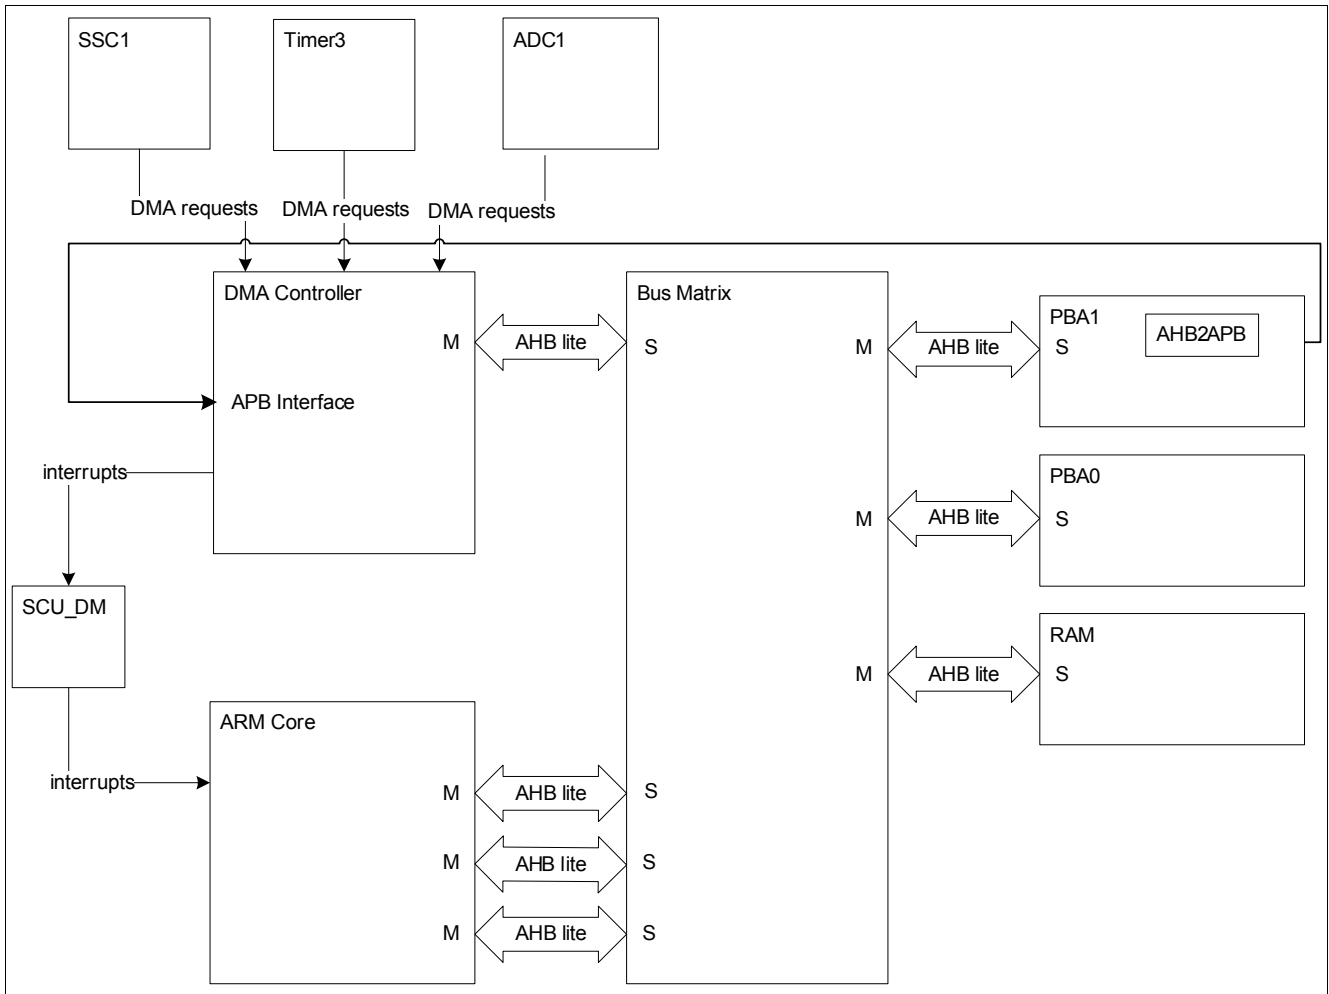 SSC1
Timer3
ADC1
DMA requests
DMA requests
DMA requests
DMA Controller
Bus Matrix
PBA1
AHB2APB
M
AHB lite
S
M
AHB lite
S
APB Interface
interrupts
PBA0
M
AHB lite
S
SCU_DM
RAM
M
AHB lite
S
ARM Core
interrupts
M
AHB lite
S
M
AHB lite
S
M
AHB lite
S